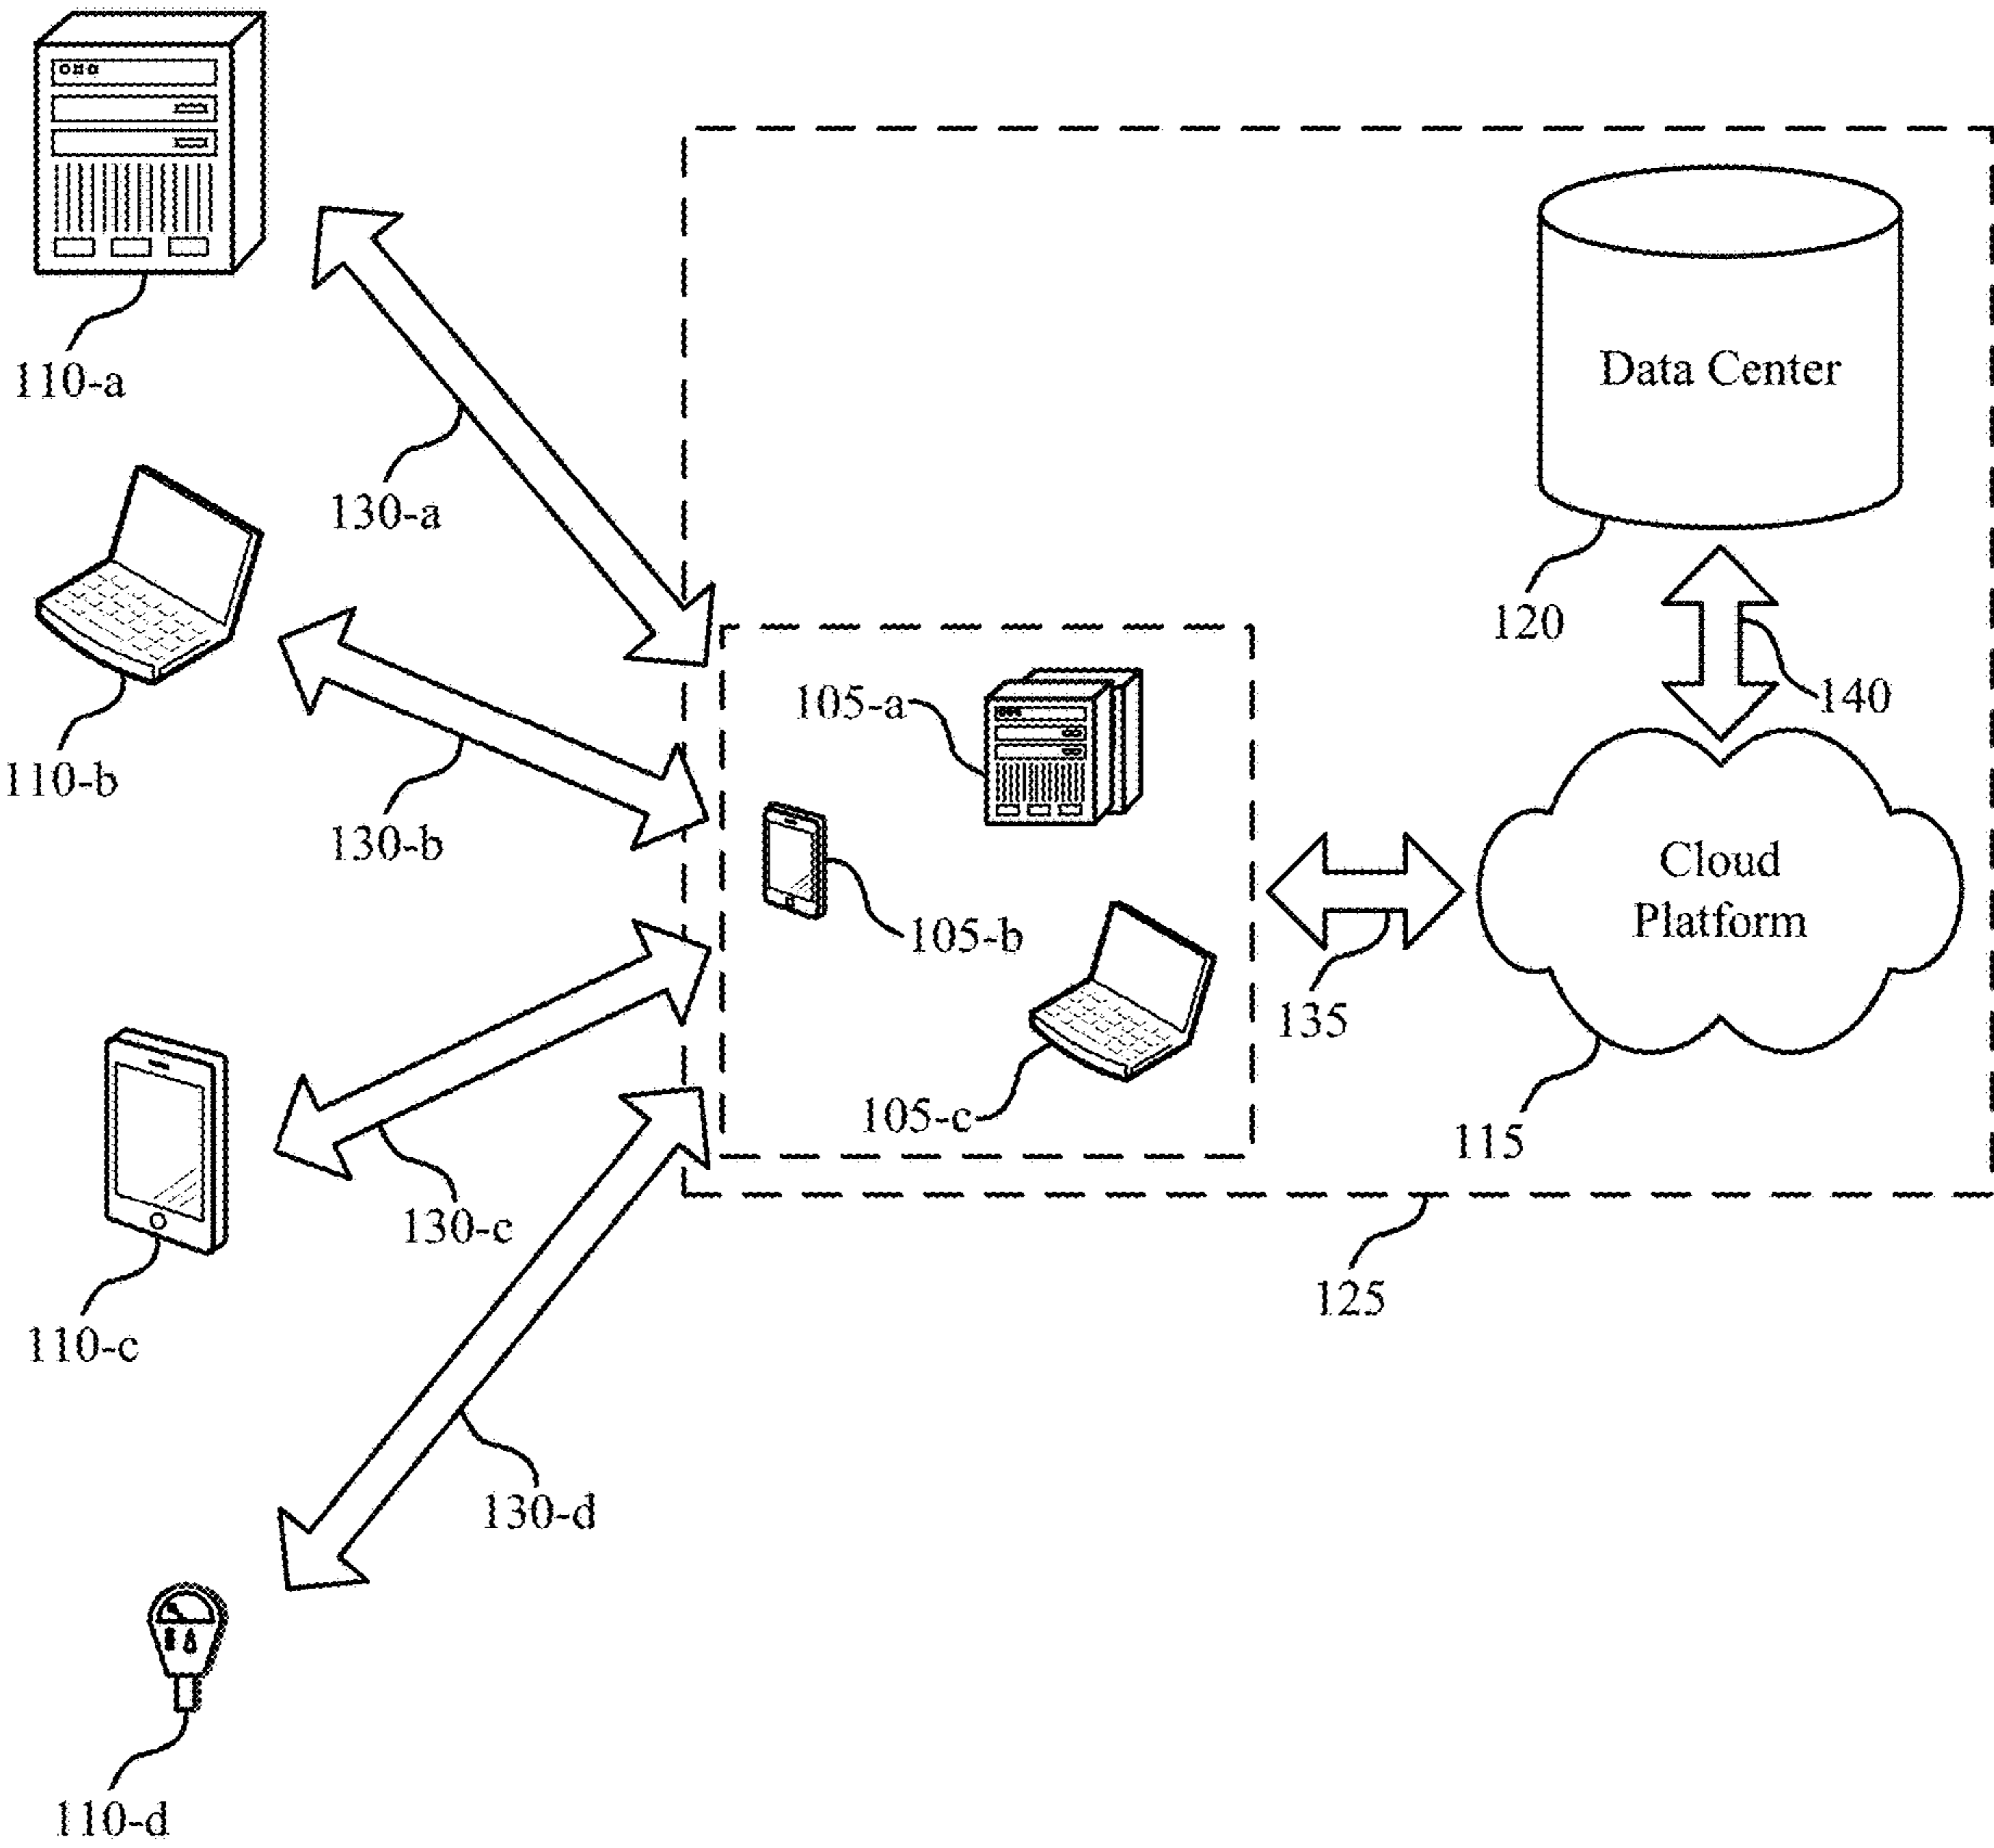 110-a
130-a
Data Center
120
140
105-a
110-b
130-b
105-b
Cloud
Platform
135
105-c
115
130-c
125
110-c
130-d
110-d